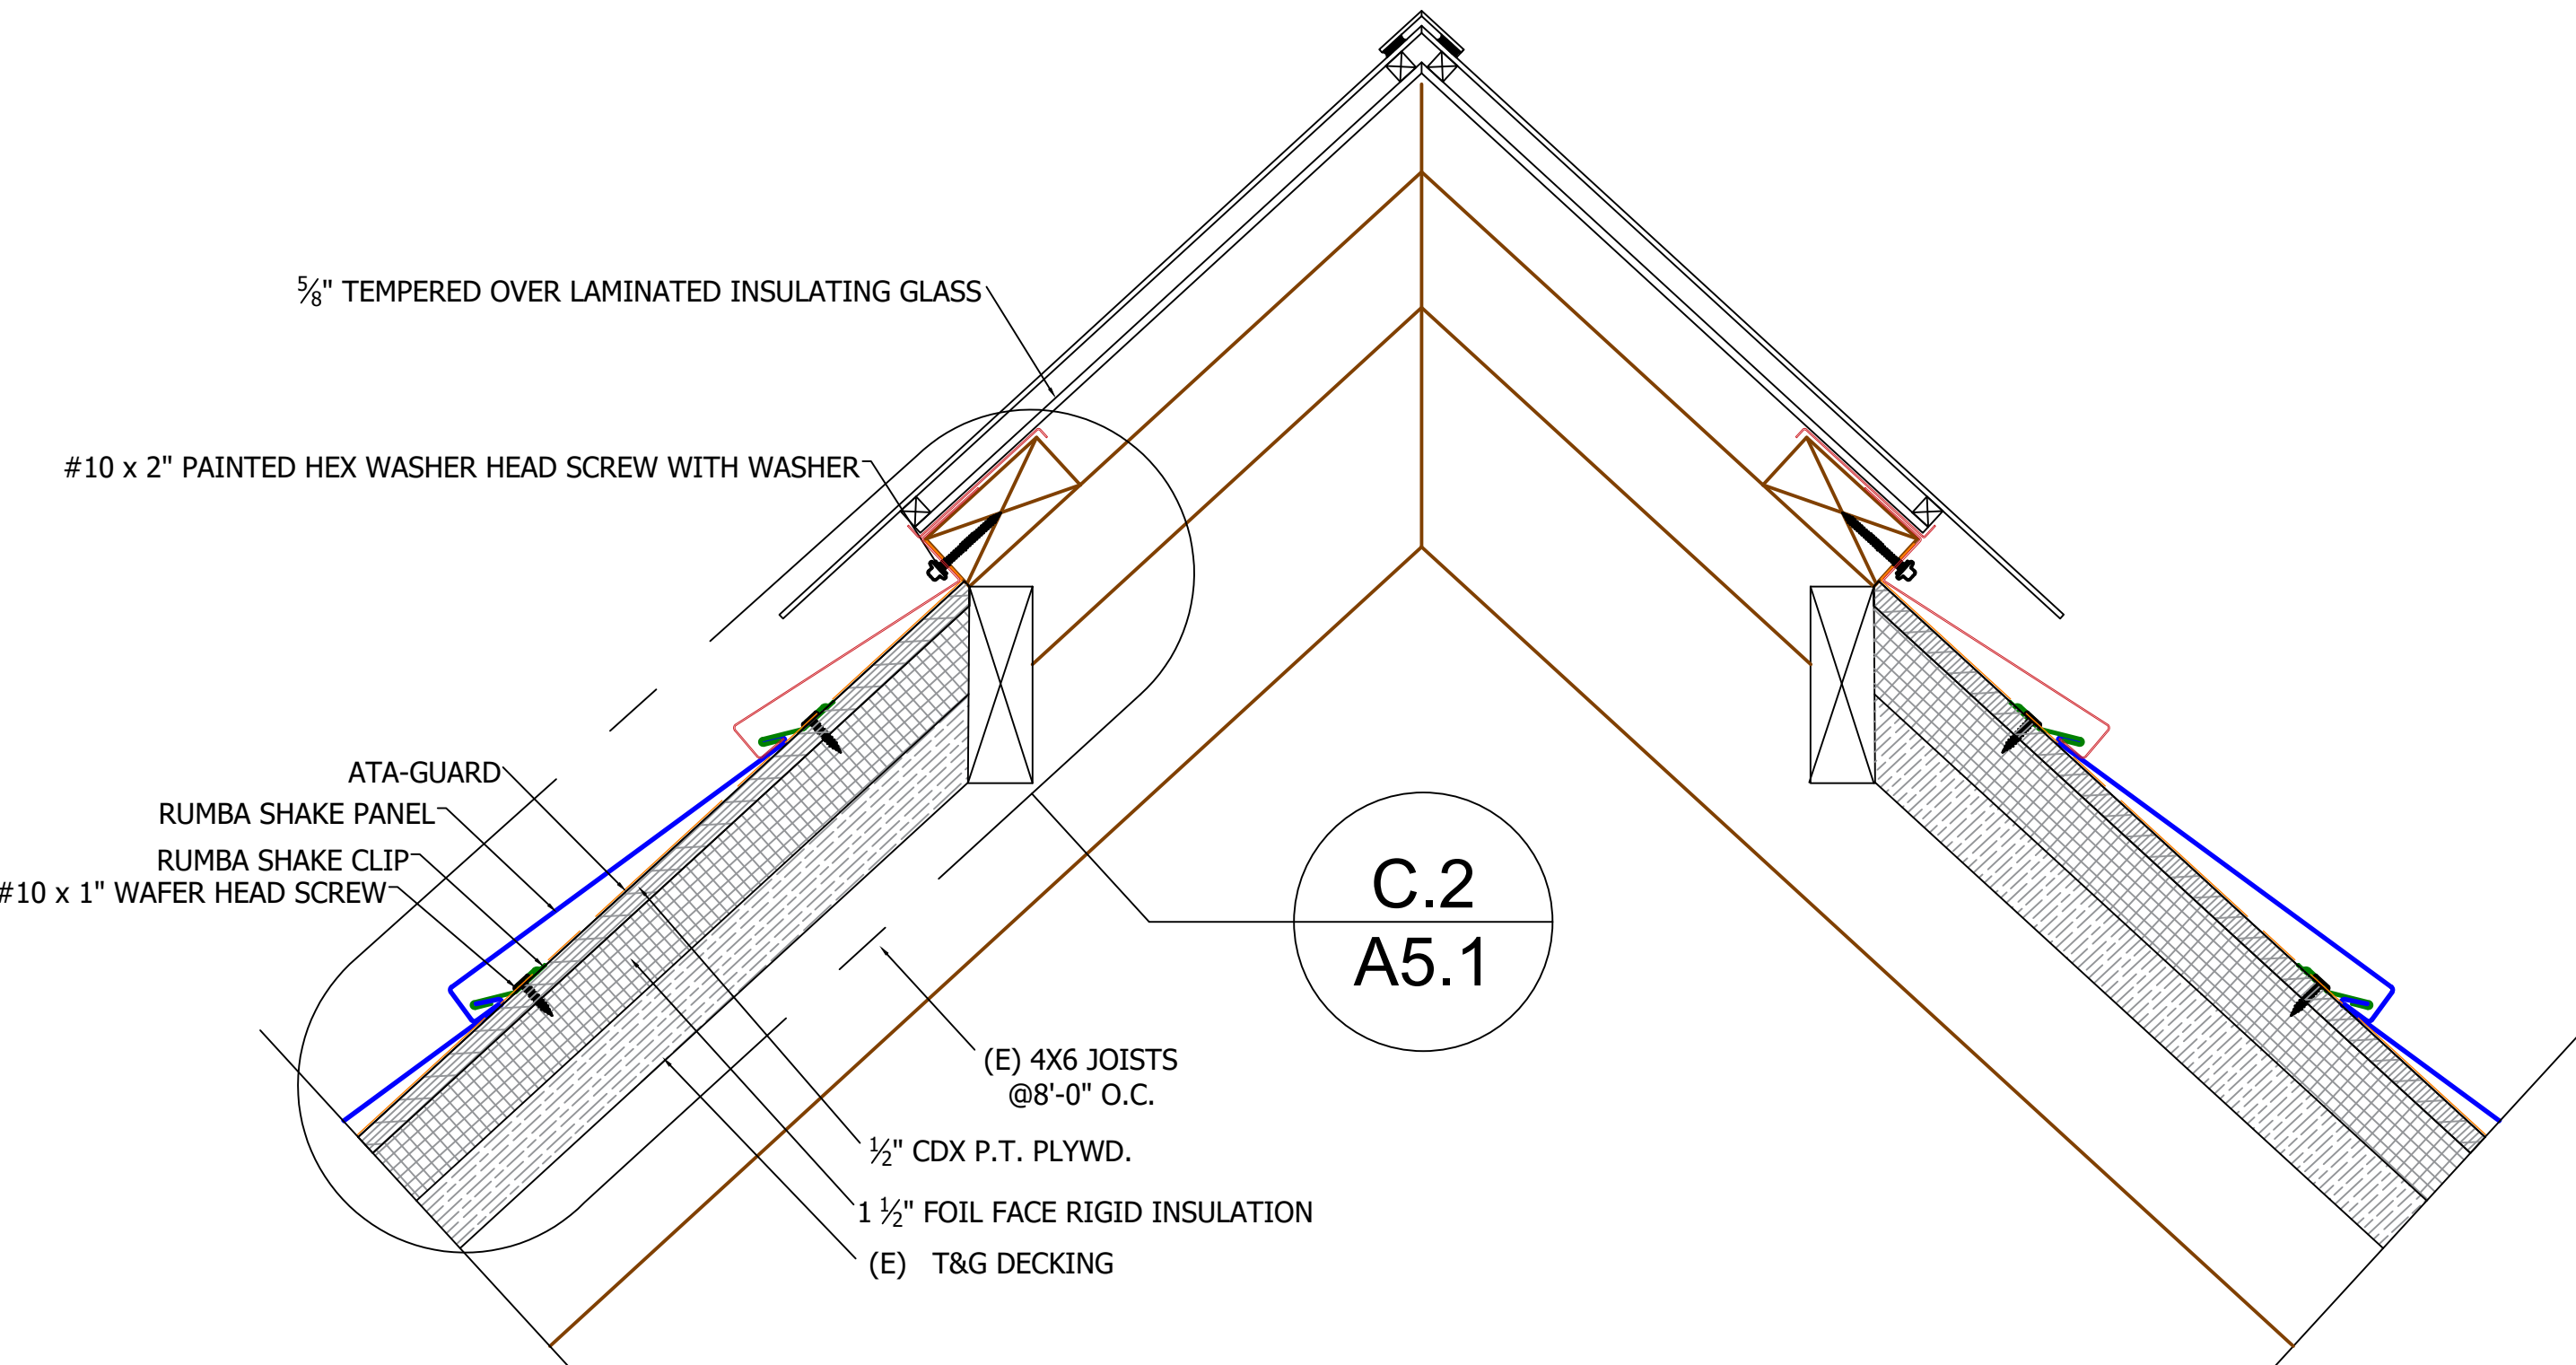 ⅝" TEMPERED OVER LAMINATED INSULATING GLASS
#10 x 2" PAINTED HEX WASHER HEAD SCREW WITH WASHER
ATA-GUARD
RUMBA SHAKE PANEL
RUMBA SHAKE CLIP
#10 x 1" WAFER HEAD SCREW
C.2
A5.1
(E) 4X6 JOISTS
@8'-0" O.C.
½" CDX P.T. PLYWD.
1 ½" FOIL FACE RIGID INSULATION
(E) T&G DECKING